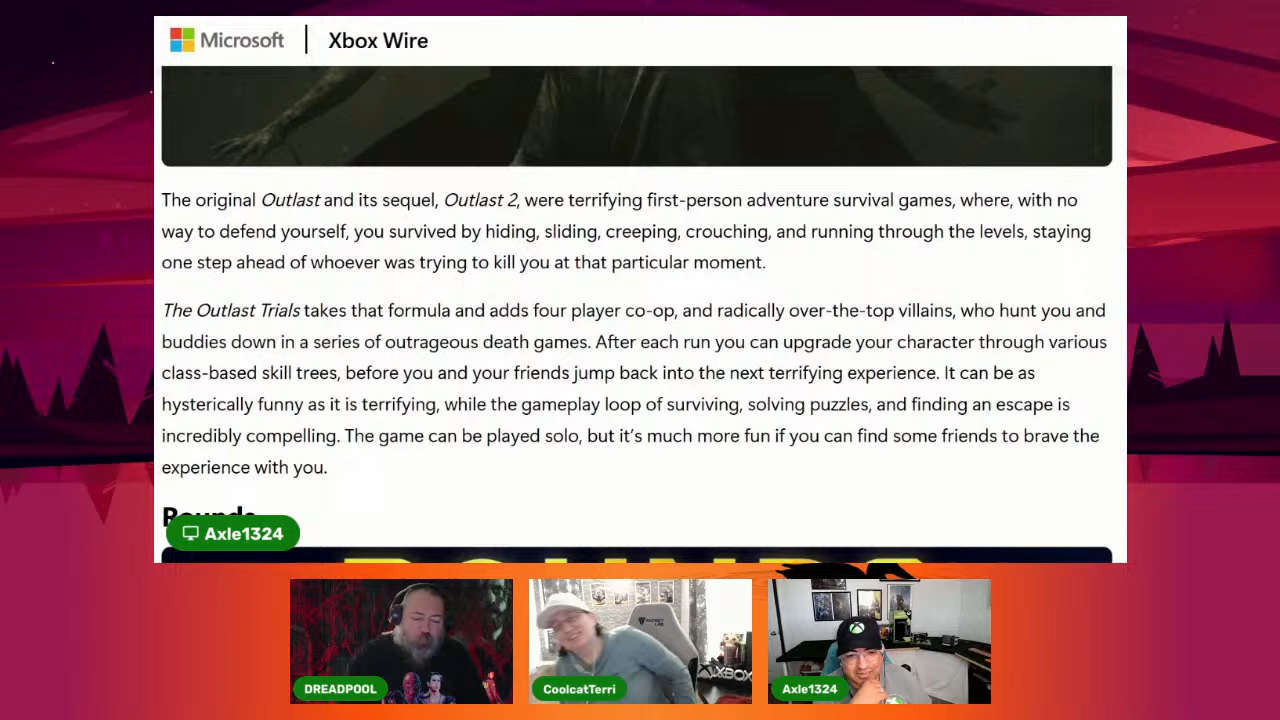 Microsoft | Xbox Wire
The original Outlast and its sequel, Outlast 2, were terrifying first-person adventure survival games, where, with no
way to defend yourself, you survived by hiding, sliding, creeping, crouching, and running through the levels, staying
one step ahead of whoever was trying to kill you at that particular moment.
The Outlast Trials takes that formula and adds four player co-op, and radically over-the-top villains, who hunt you and
buddies down in a series of outrageous death games. After each run you can upgrade your character through various
class-based skill trees, before you and your friends jump back into the next terrifying experience. It can be as
hysterically funny as it is terrifying, while the gameplay loop of surviving, solving puzzles, and finding an escape is
incredibly compelling. The game can be played solo, but it's much more fun if you can find some friends to brave the
experience with you.
Rounds
Axle1324
ROUNDS
SECRETLAB
XBOX
DREADPOOL
CoolcatTerri
Axle1324